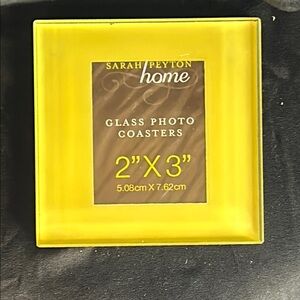 SARAH PEYTON
home
GLASS PHOTO
COASTERS
2"X3"
5.08cm X 7.62cm